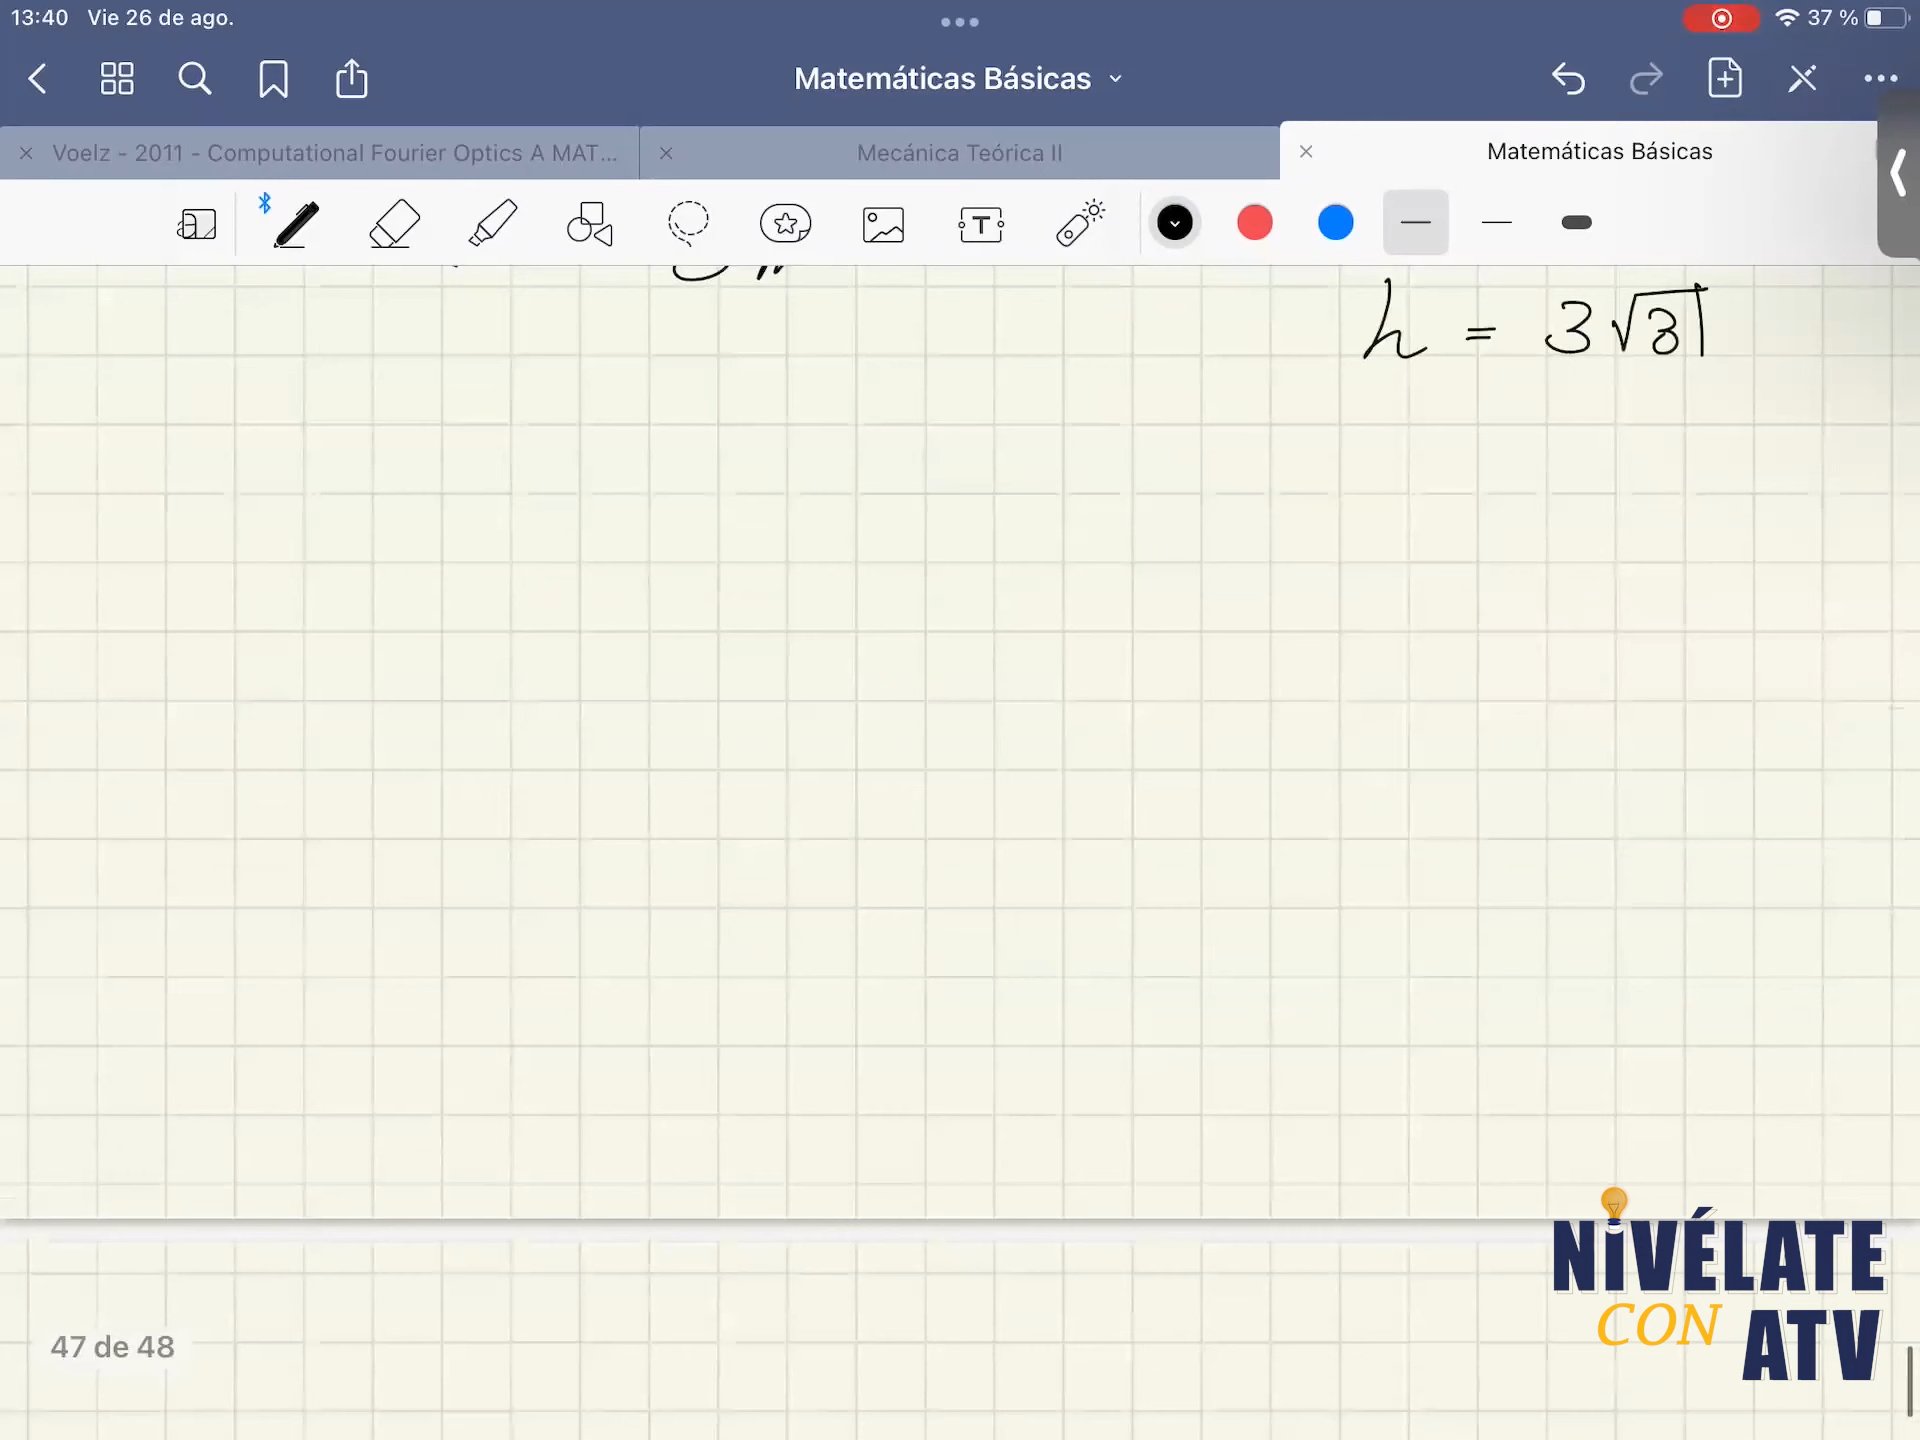 13:40 Vie 26 de ago. 37 %
Matemáticas Básicas
Voelz - 2011 - Computational Fourier Optics A MAT... Mecánica Teórica II Matemáticas Básicas
h = 3√3
NIVÉLATE
CON
ATV
47 de 48